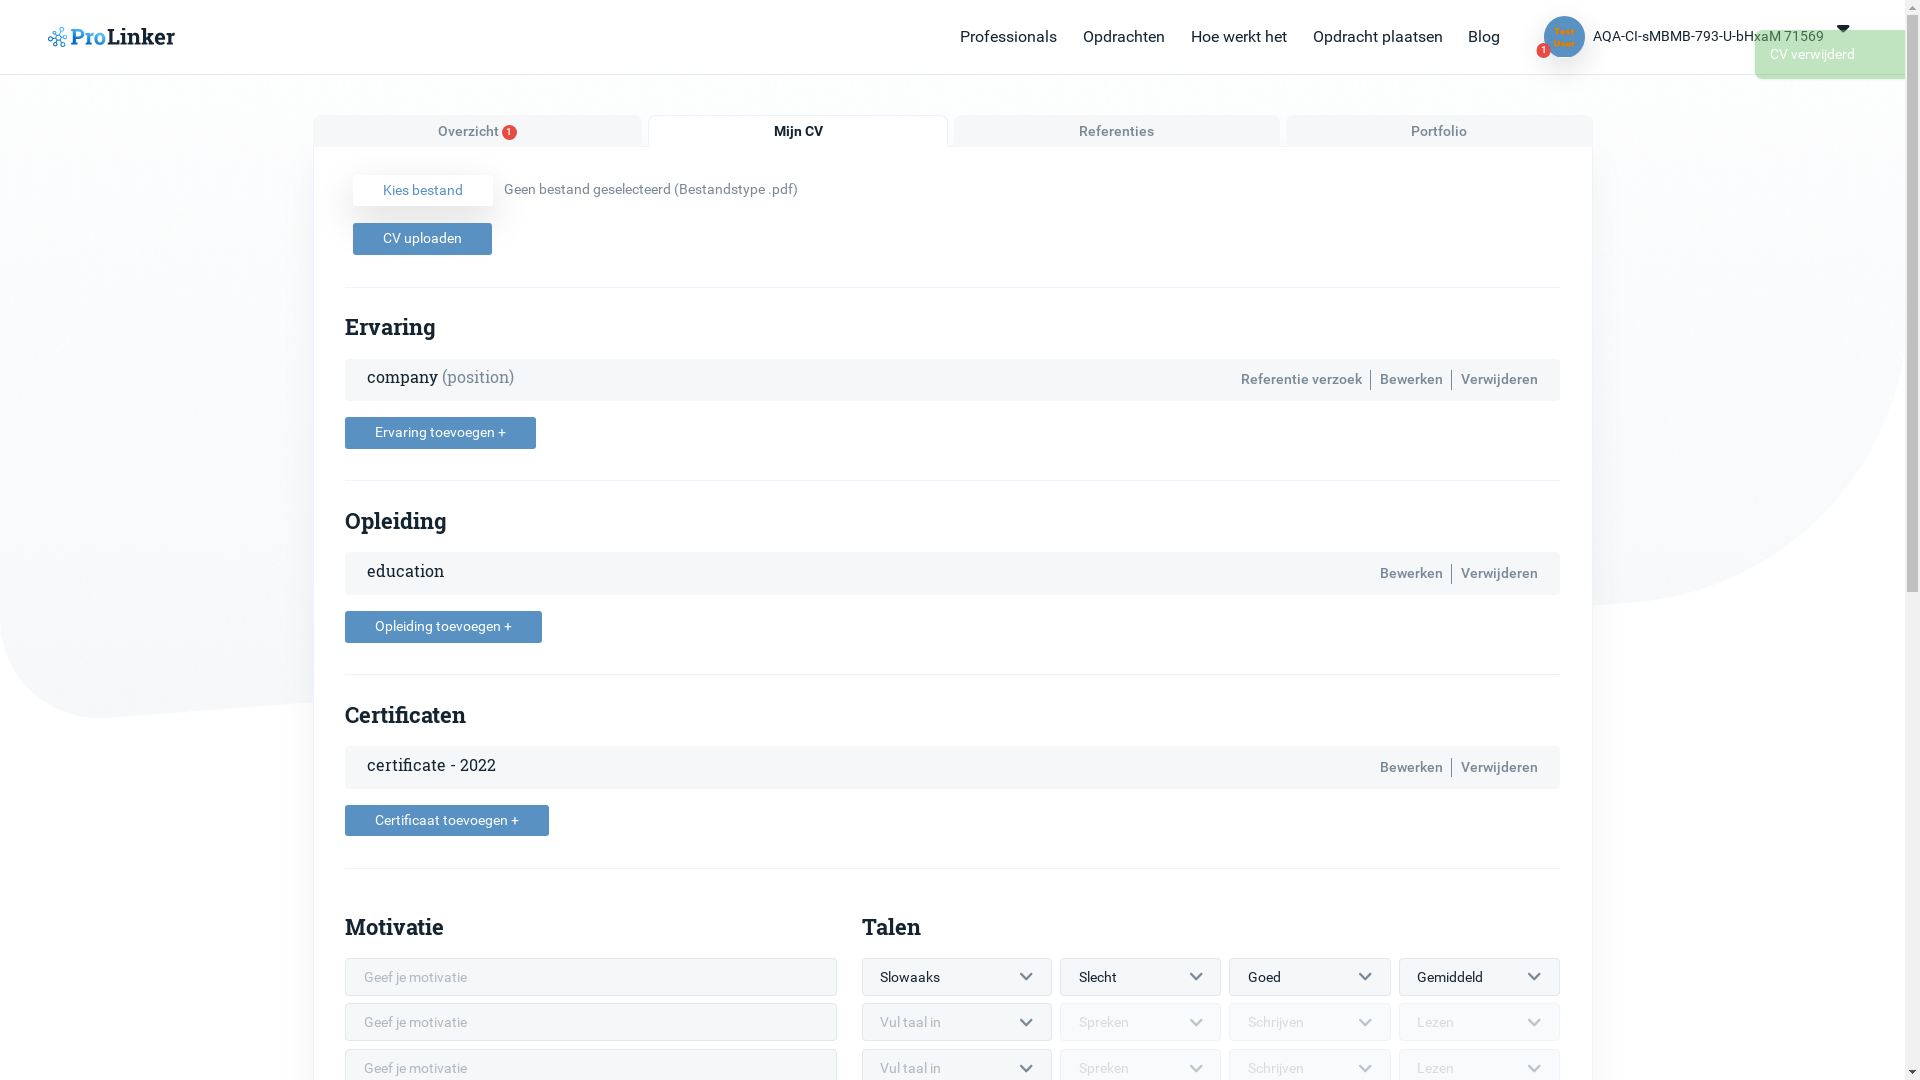 ProLinker
Professionals Opdrachten Hoe werkt het Opdracht plaatsen Blog
Test User
1
AQA-CI-sMBMB-793-U-bHxaM 71569
CV verwijderd
Overzicht 1 Mijn CV Referenties Portfolio
Kies bestand Geen bestand geselecteerd (Bestandstype .pdf)
CV uploaden
Ervaring
company (position) Referentie verzoek Bewerken Verwijderen
Ervaring toevoegen +
Opleiding
education Bewerken Verwijderen
Opleiding toevoegen +
Certificaten
certificate - 2022 Bewerken Verwijderen
Certificaat toevoegen +
Motivatie Talen
Geef je motivatie Slowaaks Slecht Goed Gemiddeld
Geef je motivatie Vul taal in Spreken Schrijven Lezen
Geef je motivatie Vul taal in Spreken Schrijven Lezen